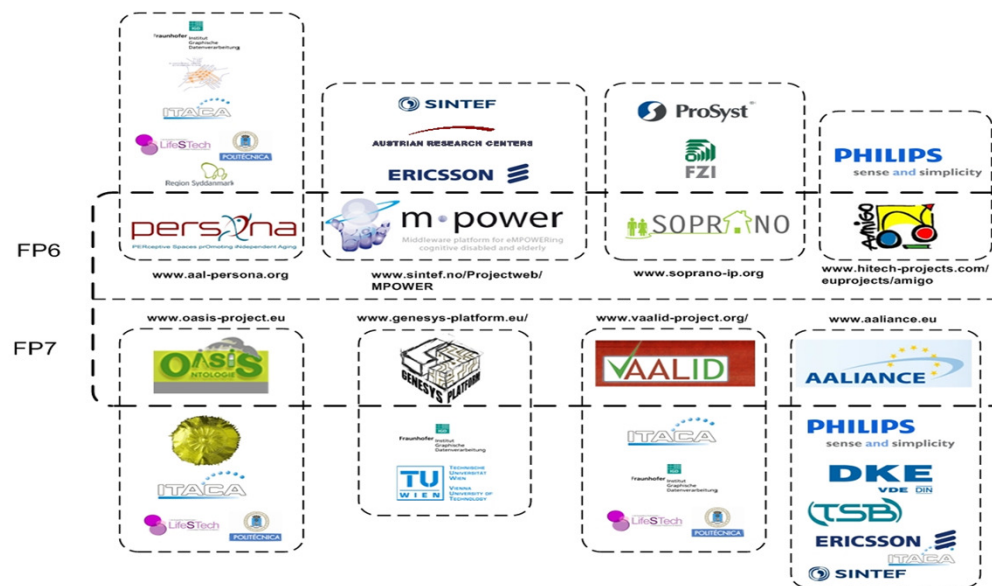 Fraunhofer
Institut
Graphische
Datenverarbeitung
ITACA
LifeSTech
POLITÉCNICA
Region Syddanmark
SINTEF
AUSTRIAN RESEARCH CENTERS
ERICSSON
ProSyst
FZI
PHILIPS
sense and simplicity
FP6
persona
PERceptive Spaces prOmoting iNdependent Aging
m·power
Middleware platform for eMPOWERing
cognitive disabled and elderly
SOPRANO
AMIGO
www.aal-persona.org
www.sintef.no/Projectweb/
MPOWER
www.soprano-ip.org
www.hitech-projects.com/
euprojects/amigo
FP7
www.oasis-project.eu
www.genesys-platform.eu/
www.vaalid-project.org/
www.aaliance.eu
OASIS
NTOLOGIE
GENESYS PLATFORM
VAALID
AALIANCE
ITACA
LifeSTech
POLITÉCNICA
Fraunhofer
Institut
Graphische
Datenverarbeitung
TU
WIEN
TECHNISCHE
UNIVERSITÄT
WIEN
VIENNA
UNIVERSITY OF
TECHNOLOGY
ITACA
Fraunhofer
Institut
Graphische
Datenverarbeitung
LifeSTech
POLITÉCNICA
PHILIPS
sense and simplicity
DKE
VDE DIN
(TSB)
ERICSSON
ITACA
SINTEF